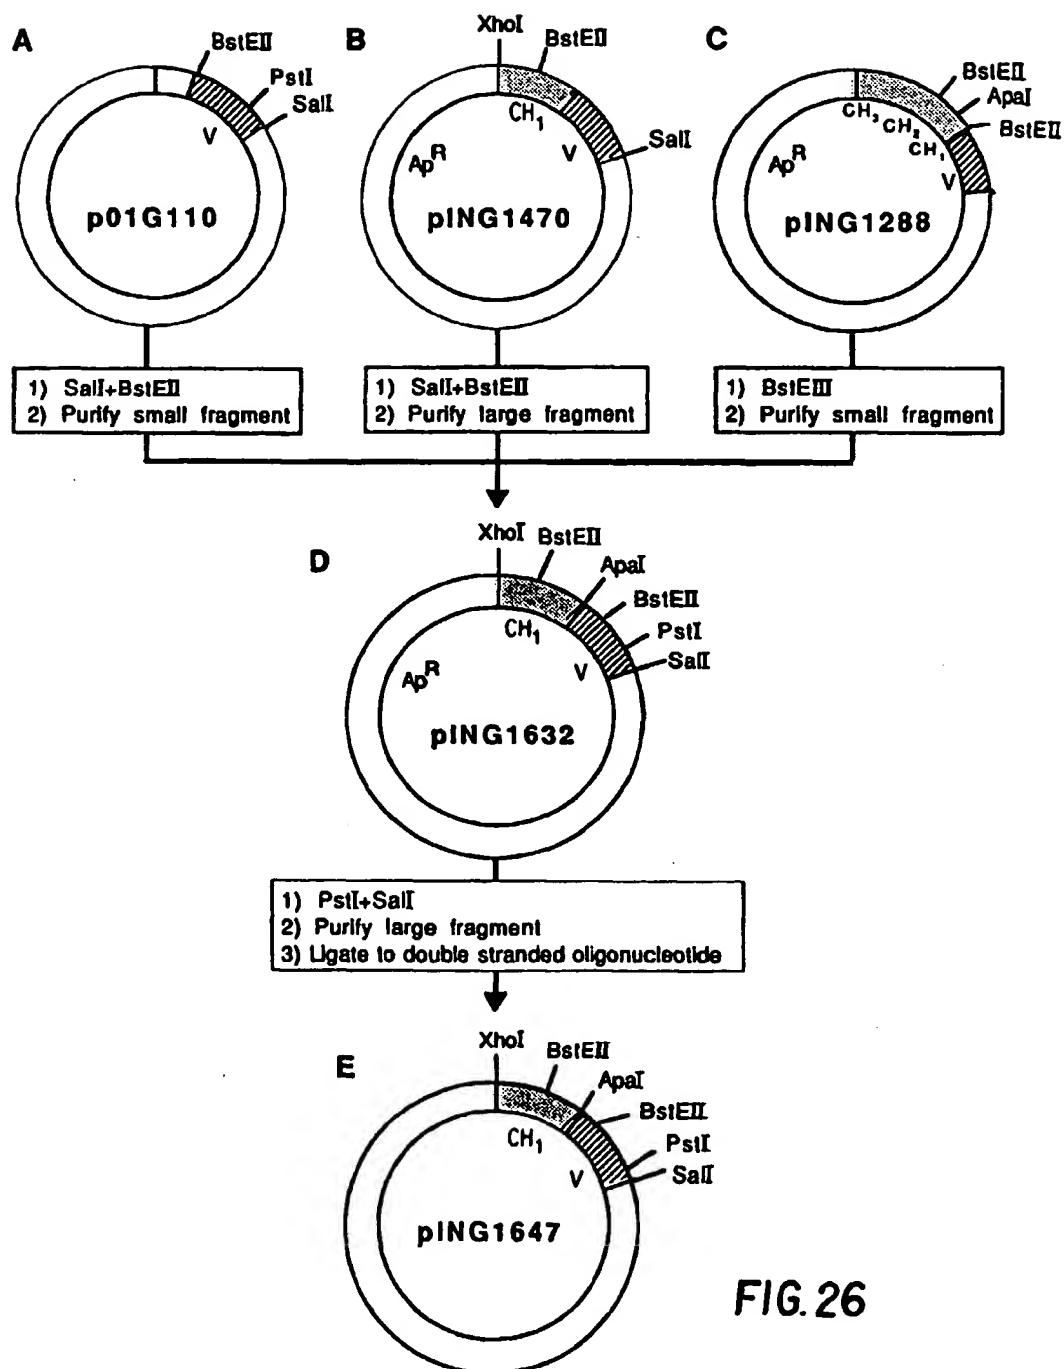 A
BstEII
PstI
SalI
V
p01G110
B
XhoI
BstEII
CH1
V
SalI
ApR
pING1470
C
BstEII
ApaI
BstEII
CH3
CH2
CH1
V
ApR
pING1288
1) SalI+BstEII
2) Purify small fragment
1) SalI+BstEII
2) Purify large fragment
1) BstEIII
2) Purify small fragment
D
XhoI
BstEII
ApaI
BstEII
PstI
SalI
CH1
V
ApR
pING1632
1) PstI+SalI
2) Purify large fragment
3) Ligate to double stranded oligonucleotide
E
XhoI
BstEII
ApaI
BstEII
PstI
SalI
CH1
V
pING1647
FIG. 26